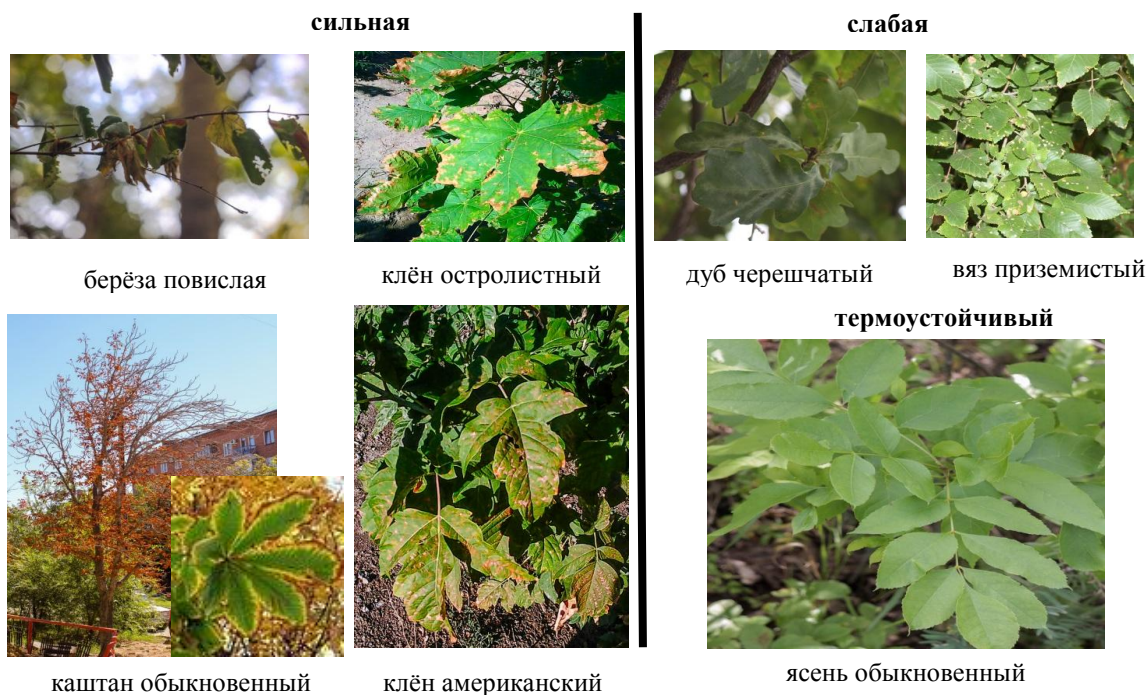 сильная
слабая
берёза повислая
клён остролистный
дуб черешчатый
вяз приземистый
термоустойчивый
каштан обыкновенный
клён американский
ясень обыкновенный